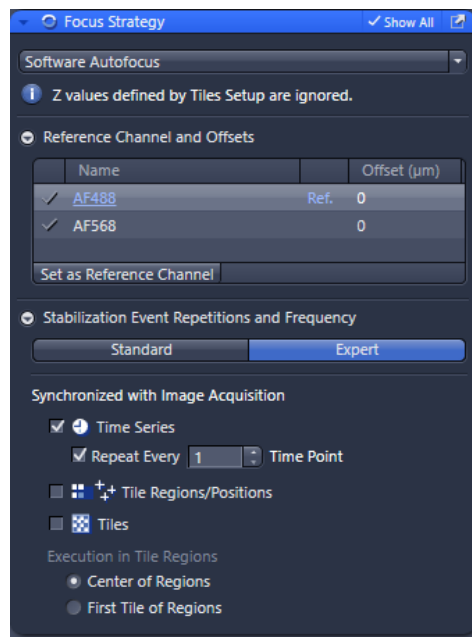 Focus Strategy Show All
Software Autofocus
Z values defined by Tiles Setup are ignored.
Reference Channel and Offsets
Name Offset (µm)
AF488 Ref. 0
AF568 0
Set as Reference Channel
Stabilization Event Repetitions and Frequency
Standard Expert
Synchronized with Image Acquisition
Time Series
Repeat Every 1 Time Point
Tile Regions/Positions
Tiles
Execution in Tile Regions
Center of Regions
First Tile of Regions